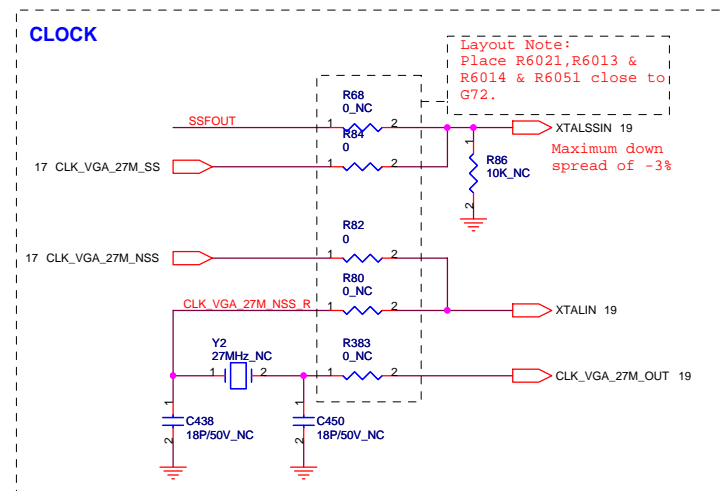 CLOCK
Layout Note:
Place R6021,R6013 &
R6014 & R6051 close to
G72.
R68
0_NC
SSFOUT
1
2
XTALSSIN 19
R84
0
17 CLK_VGA_27M_SS
1
2
Maximum down
spread of -3%
1
R86
10K_NC
2
R82
0
17 CLK_VGA_27M_NSS
1
2
R80
0_NC
CLK_VGA_27M_NSS_R
1
2
XTALIN 19
Y2
27MHz_NC
R383
0_NC
1
2
1
2
CLK_VGA_27M_OUT 19
1
C438
18P/50V_NC
2
1
C450
18P/50V_NC
2